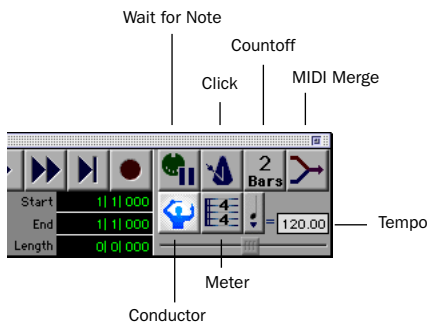 Wait for Note
Countoff
Click
MIDI Merge
2
Bars
Start 1| 1| 000
4
4
= 120.00
Tempo
End 1| 1| 000
Length 0| 0| 000
Meter
Conductor